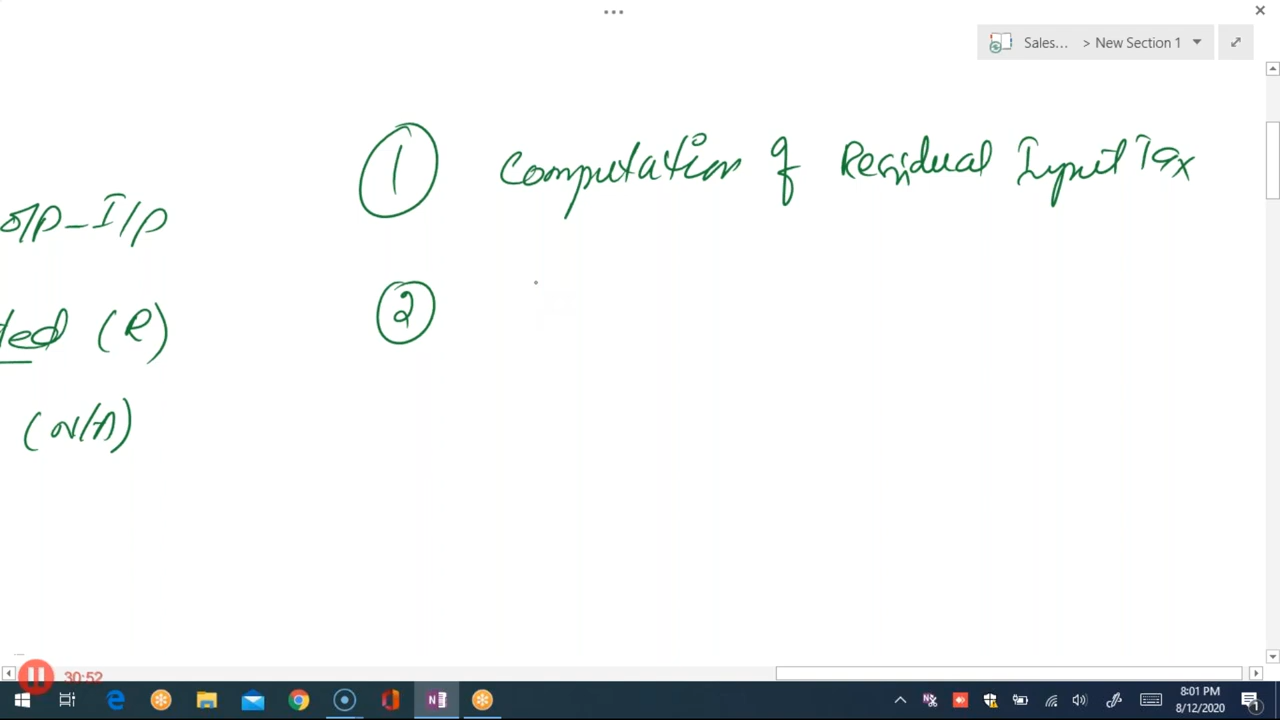 Sales... > New Section 1
① Computation of Residual Input Tax
O/P - I/P
②
(R)
(N/A)
30:52
8:01 PM
8/12/2020